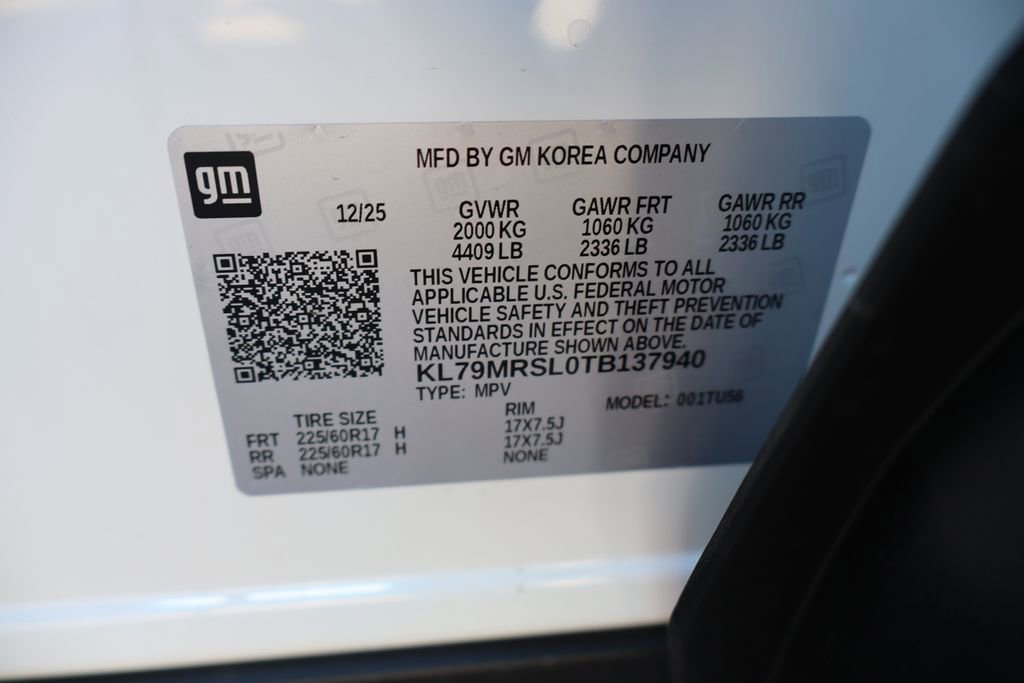 gm
MFD BY GM KOREA COMPANY
12/25
GVWR GAWR FRT GAWR RR
2000 KG 1060 KG 1060 KG
4409 LB 2336 LB 2336 LB
THIS VEHICLE CONFORMS TO ALL
APPLICABLE U.S. FEDERAL MOTOR
VEHICLE SAFETY AND THEFT PREVENTION
STANDARDS IN EFFECT ON THE DATE OF
MANUFACTURE SHOWN ABOVE.
KL79MRSL0TB137940
TYPE: MPV MODEL: 001TU56
TIRE SIZE RIM
FRT 225/60R17 H 17X7.5J
RR 225/60R17 H 17X7.5J
SPA NONE NONE